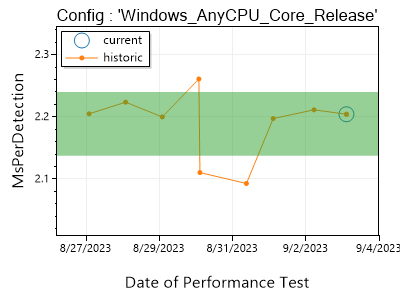 Config : 'Windows_AnyCPU_Core_Release'
current
historic
2.3
2.2
2.1
MsPerDetection
8/27/2023 8/29/2023 8/31/2023 9/2/2023 9/4/2023
Date of Performance Test